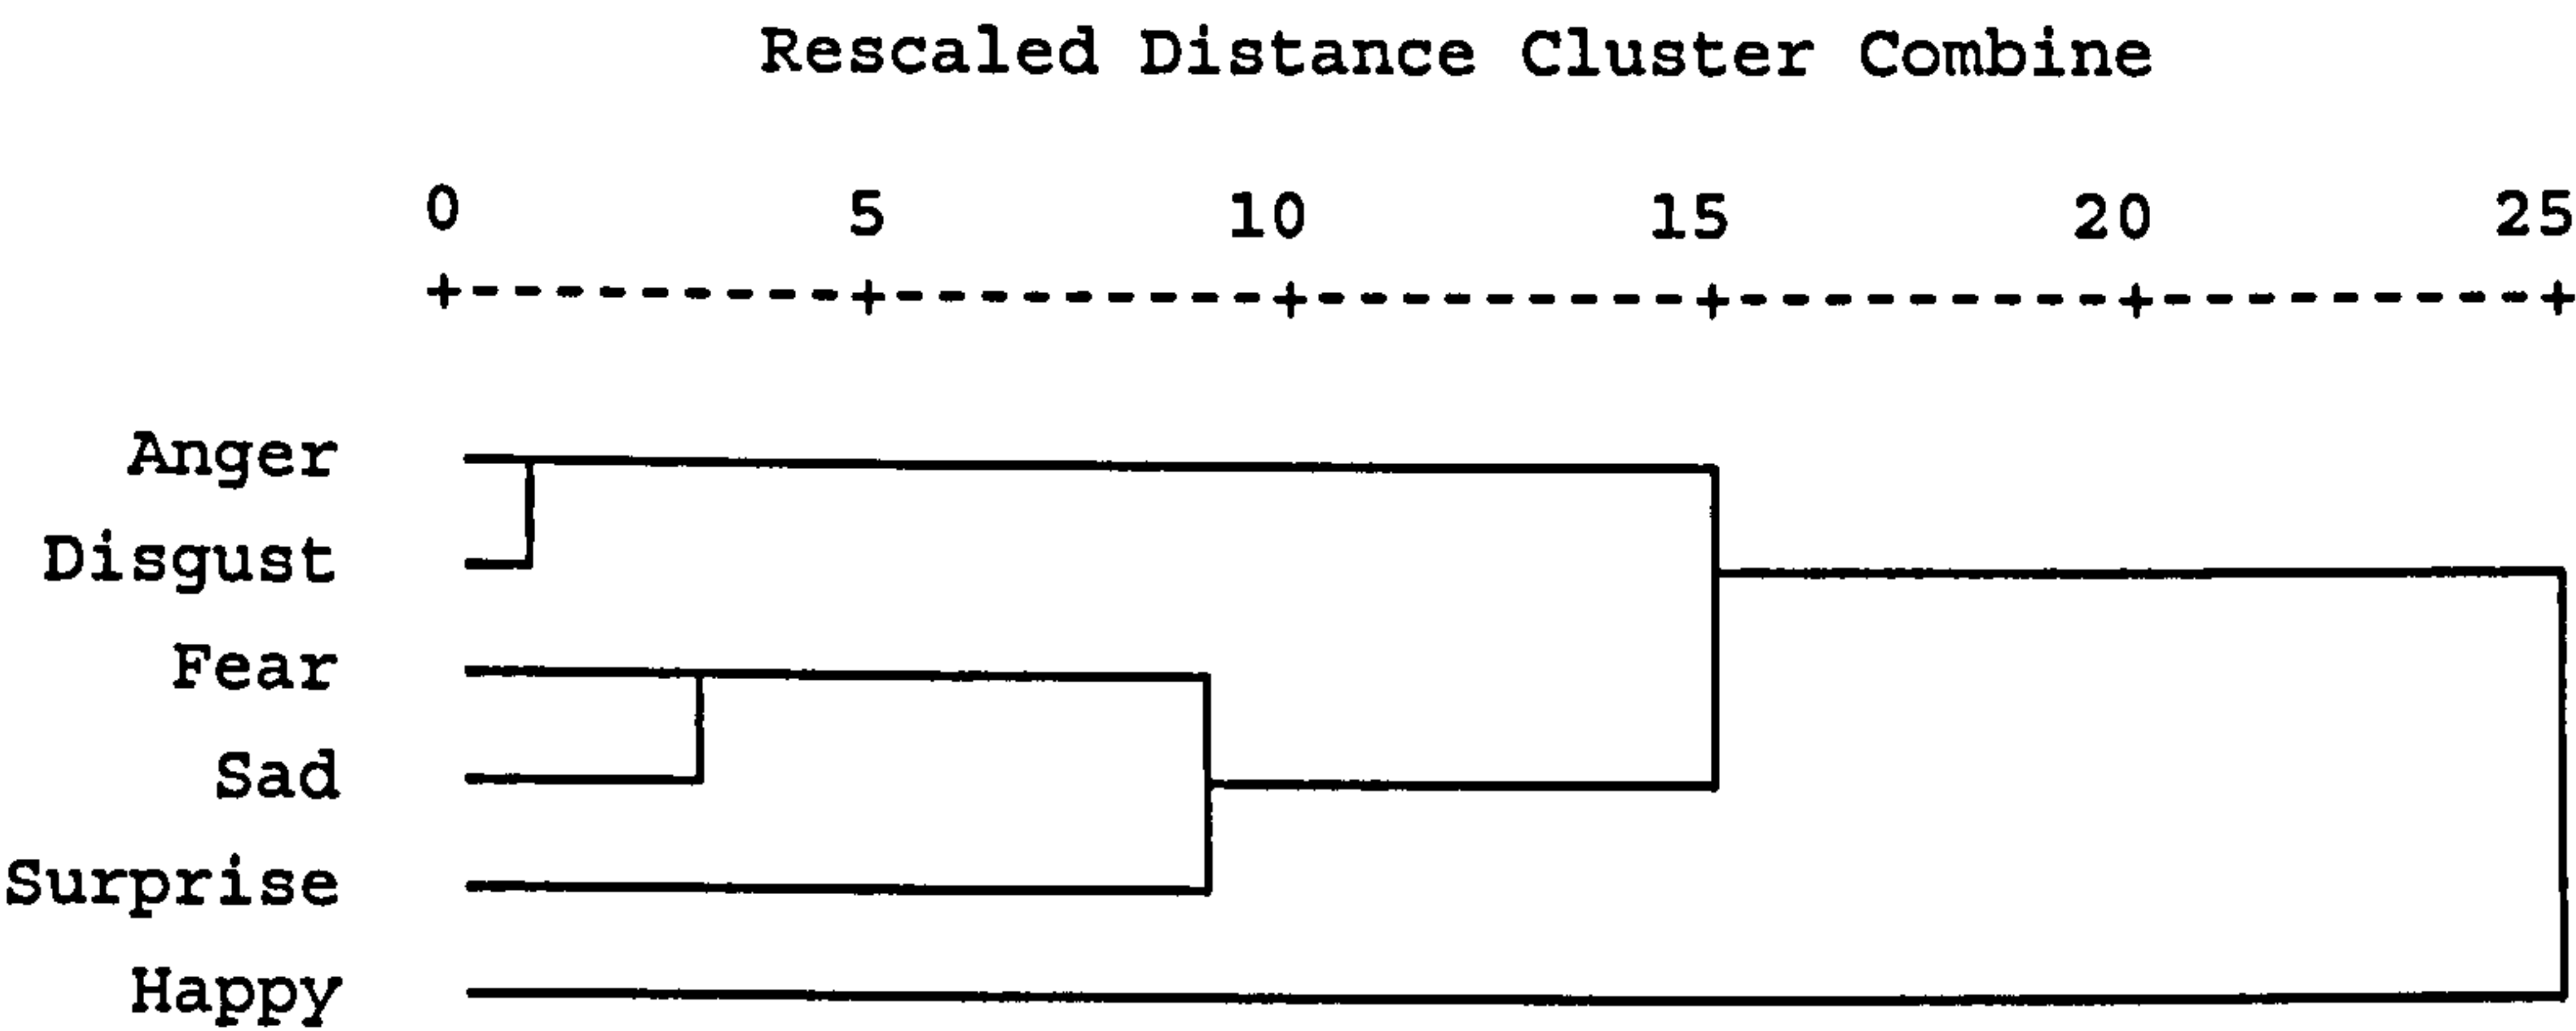 Rescaled Distance Cluster Combine
0 5 10 15 20 25
+---------+---------+---------+---------+---------+
Anger
Disgust
Fear
Sad
Surprise
Happy